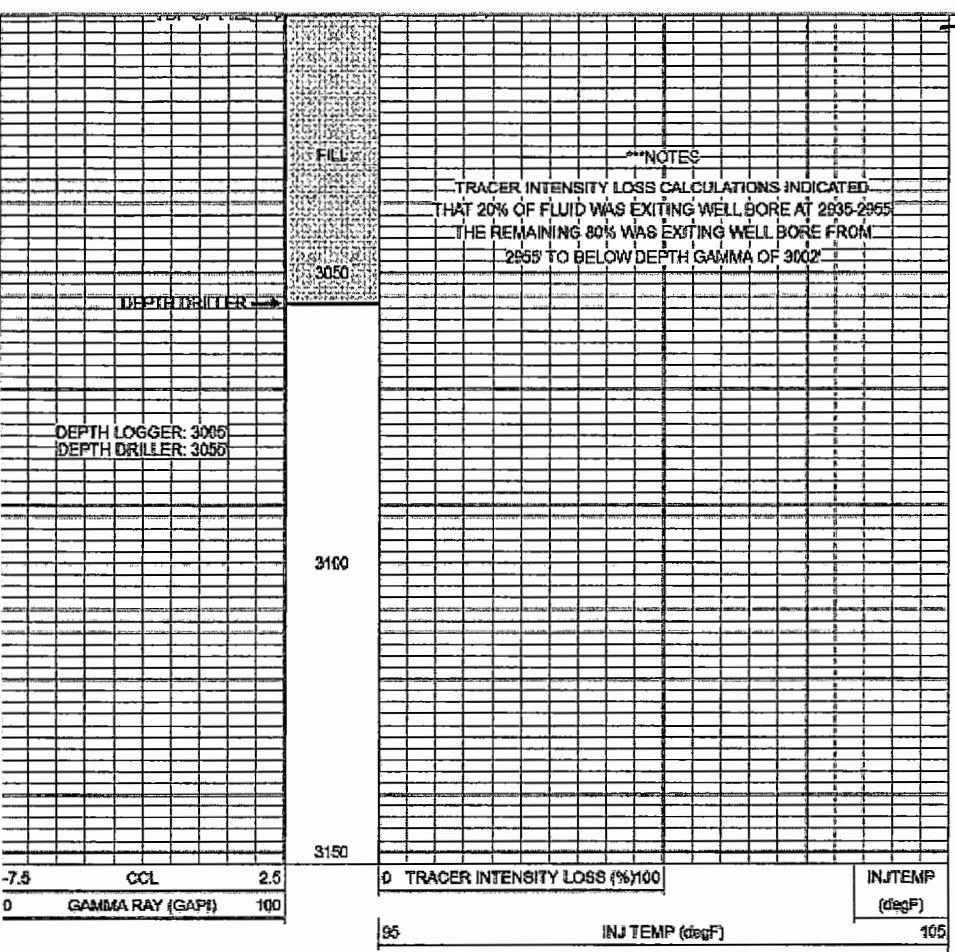 FILL
***NOTES
TRACER INTENSITY LOSS CALCULATIONS INDICATED
THAT 20% OF FLUID WAS EXITING WELL BORE AT 2935-2955
THE REMAINING 80% WAS EXITING WELL BORE FROM
2955' TO BELOW DEPTH GAMMA OF 3002'
3050
DEPTH DRILLER
DEPTH LOGGER: 3005'
DEPTH DRILLER: 3055'
3100
3150
-7.5 CCL 2.5
0 TRACER INTENSITY LOSS (%)100
INJTEMP
0 GAMMA RAY (GAPI) 100
(degF)
95 INJ TEMP (degF) 105